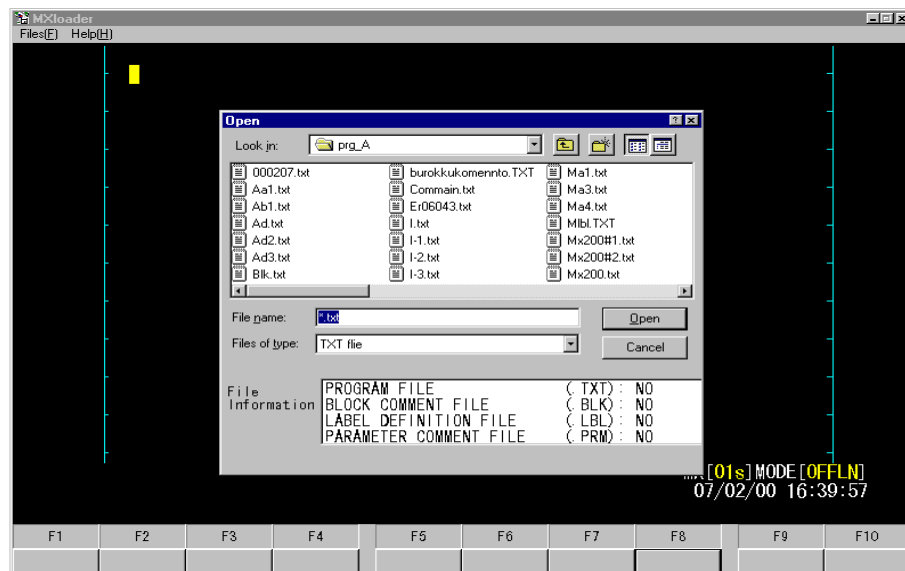 MXloader
Files(F) Help(H)
Open
Look in: prg_A
000207.txt burokkukomennto.TXT Ma1.txt
Aa1.txt Commain.txt Ma3.txt
Ab1.txt Er06043.txt Ma4.txt
Ad.txt I.txt Mlbl.TXT
Ad2.txt I-1.txt Mx200#1.txt
Ad3.txt I-2.txt Mx200#2.txt
Blk.txt I-3.txt Mx200.txt
File name: *.txt Open
Files of type: TXT flie Cancel
File Information
PROGRAM FILE (. TXT) : NO
BLOCK COMMENT FILE (. BLK) : NO
LABEL DEFINITION FILE (. LBL) : NO
PARAMETER COMMENT FILE (. PRM) : NO
[01s] MODE [OFFLN]
07/02/00 16:39:57
F1 F2 F3 F4 F5 F6 F7 F8 F9 F10